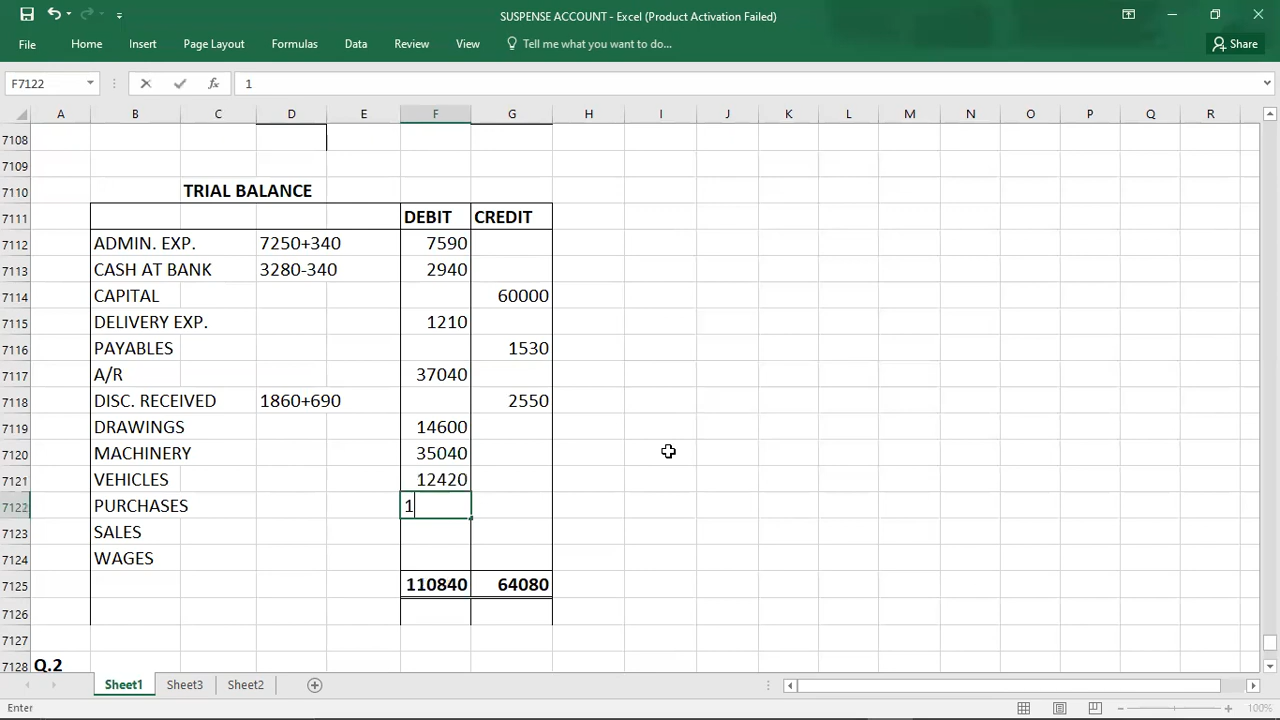 SUSPENSE ACCOUNT - Excel (Product Activation Failed)
File Home Insert Page Layout Formulas Data Review View Tell me what you want to do... Share
F7122 fx 1
A B C D E F G H I J K L M N O P Q R
7108
7109
7110 TRIAL BALANCE
7111 DEBIT CREDIT
7112 ADMIN. EXP. 7250+340 7590
7113 CASH AT BANK 3280-340 2940
7114 CAPITAL 60000
7115 DELIVERY EXP. 1210
7116 PAYABLES 1530
7117 A/R 37040
7118 DISC. RECEIVED 1860+690 2550
7119 DRAWINGS 14600
7120 MACHINERY 35040
7121 VEHICLES 12420
7122 PURCHASES 1
7123 SALES
7124 WAGES
7125 110840 64080
7126
7127
7128 Q.2
Sheet1 Sheet3 Sheet2
Enter 100%